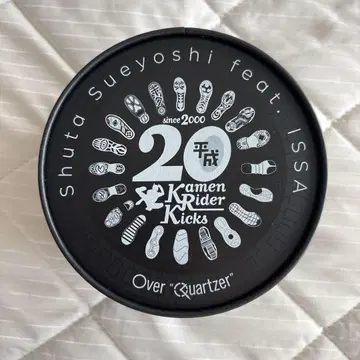 Shuta Sueyoshi feat. ISSA
since 2000
20
平成
Kamen
Rider
Kicks
Over "Quartzer"